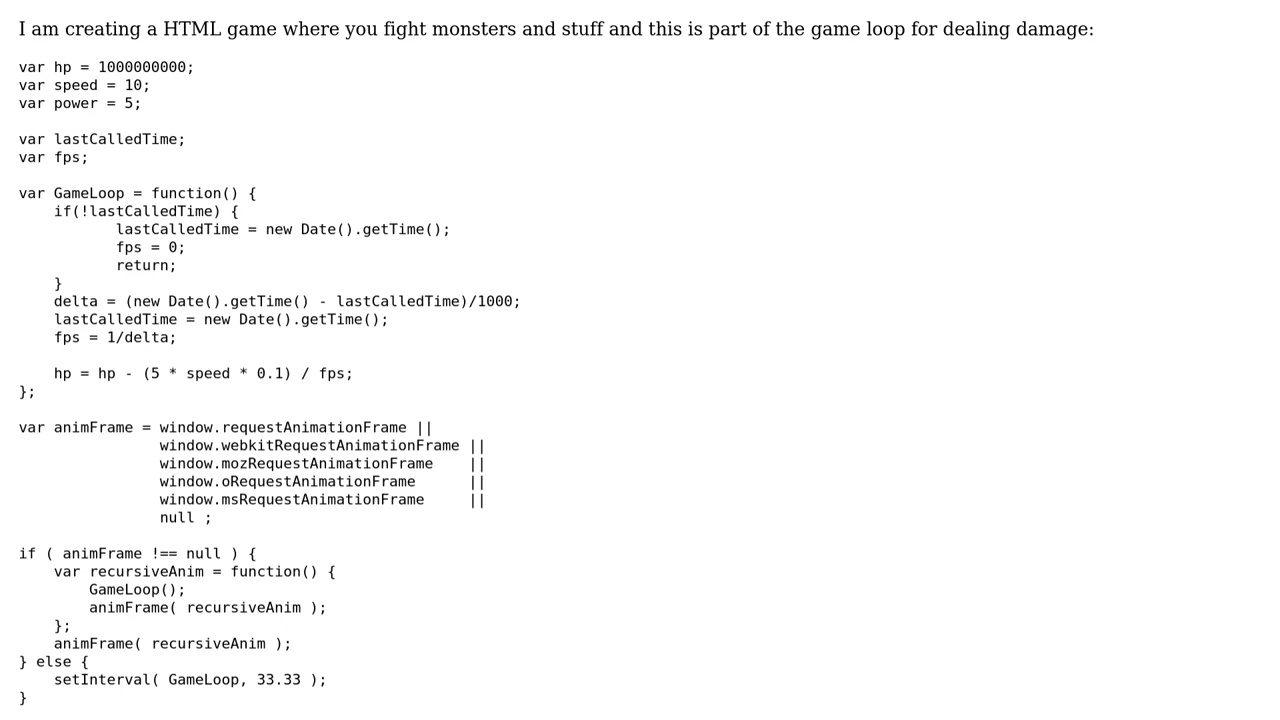 I am creating a HTML game where you fight monsters and stuff and this is part of the game loop for dealing damage:
var hp = 1000000000;
var speed = 10;
var power = 5;

var lastCalledTime;
var fps;

var GameLoop = function() {
    if(!lastCalledTime) {
           lastCalledTime = new Date().getTime();
           fps = 0;
           return;
    }
    delta = (new Date().getTime() - lastCalledTime)/1000;
    lastCalledTime = new Date().getTime();
    fps = 1/delta;

    hp = hp - (5 * speed * 0.1) / fps;
};

var animFrame = window.requestAnimationFrame ||
                window.webkitRequestAnimationFrame ||
                window.mozRequestAnimationFrame    ||
                window.oRequestAnimationFrame      ||
                window.msRequestAnimationFrame     ||
                null ;

if ( animFrame !== null ) {
    var recursiveAnim = function() {
        GameLoop();
        animFrame( recursiveAnim );
    };
    animFrame( recursiveAnim );
} else {
    setInterval( GameLoop, 33.33 );
}